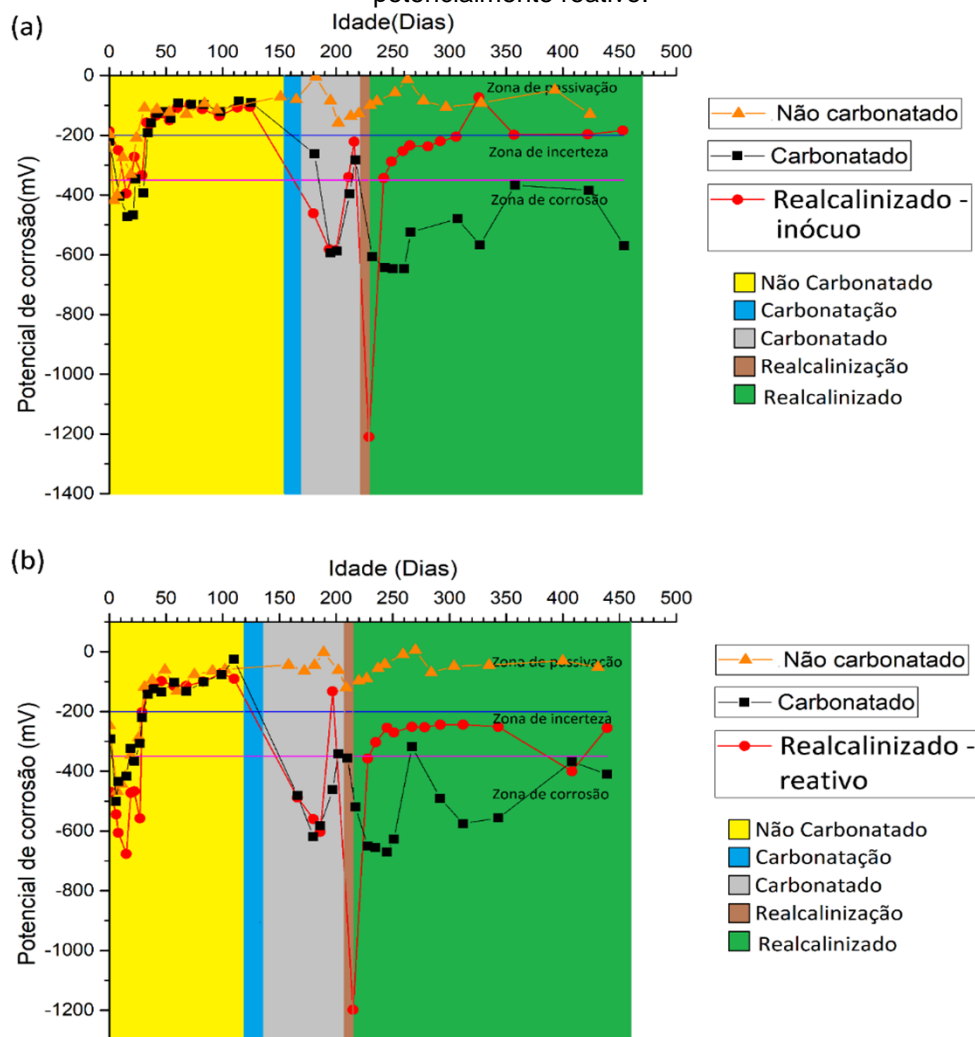 potencialmente reativo.
(a)
Idade(Dias)
0 50 100 150 200 250 300 350 400 450 500
Potencial de corrosão(mV)
0
-200
-400
-600
-800
-1000
-1200
-1400
Zona de passivação
Zona de incerteza
Zona de corrosão
Não carbonatado
Carbonatado
Realcalinizado -
inócuo
Não Carbonatado
Carbonatação
Carbonatado
Realcalinização
Realcalinizado
(b)
Idade (Dias)
0 50 100 150 200 250 300 350 400 450 500
Potencial de corrosão (mV)
0
-200
-400
-600
-800
-1000
-1200
Zona de passivação
Zona de incerteza
Zona de corrosão
Não carbonatado
Carbonatado
Realcalinizado -
reativo
Não Carbonatado
Carbonatação
Carbonatado
Realcalinização
Realcalinizado